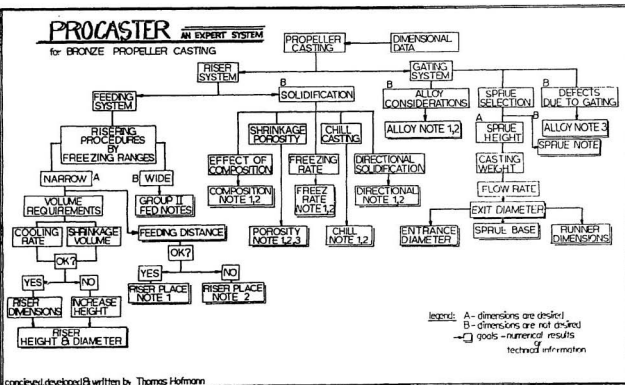 PROCASTER AN EXPERT SYSTEM
for BRONZE PROPELLER CASTING
PROPELLER
CASTING
DIMENSIONAL
DATA
RISER
SYSTEM
GATING
SYSTEM
FEEDING
SYSTEM
B
SOLIDIFICATION
B
ALLOY
CONSIDERATIONS
SPRUE
SELECTION
B
DEFECTS
DUE TO GATING
RISERING
PROCEDURES
BY
FREEZING RANGES
SHRINKAGE
POROSITY
CHILL
CASTING
ALLOY NOTE 1,2
A
SPRUE
HEIGHT
ALLOY NOTE 3
SPRUE NOTE
EFFECT OF
COMPOSITION
FREEZING
RATE
DIRECTIONAL
SOLIDIFICATION
CASTING
WEIGHT
NARROW
A
B
WIDE
COMPOSITION
NOTE 1,2
FREEZ
RATE
NOTE 1,2
DIRECTIONAL
NOTE 1,2
FLOW RATE
VOLUME
REQUIREMENTS
GROUP II
FED NOTES
EXIT DIAMETER
COOLING
RATE
SHRINKAGE
VOLUME
FEEDING DISTANCE
POROSITY
NOTE 1,2,3
CHILL
NOTE 1,2
ENTRANCE
DIAMETER
SPRUE BASE
RUNNER
DIMENSIONS
OK?
OK?
YES
NO
YES
NO
RISER
DIMENSIONS
INCREASE
HEIGHT
RISER PLACE
NOTE 1
RISER PLACE
NOTE 2
RISER
HEIGHT & DIAMETER
legend: A - dimensions are desired
B - dimensions are not desired
goals - numerical results
or
technical information
concieved,developed & written by Thomas Hofmann